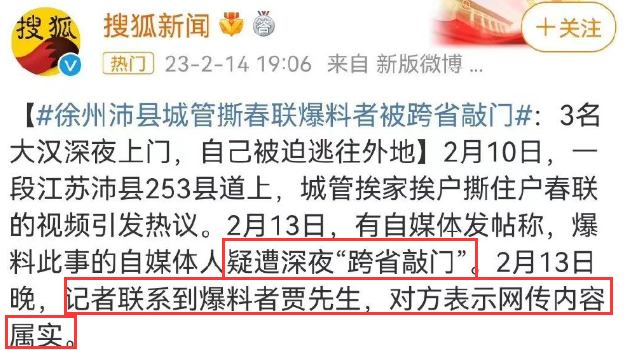 搜狐
搜狐新闻
+关注
热门 23-2-14 19:06 来自 新版微博 ...
【#徐州沛县城管撕春联爆料者被跨省敲门#：3名
大汉深夜上门，自己被迫逃往外地】2月10日，一
段江苏沛县253县道上，城管挨家挨户撕住户春联
的视频引发热议。2月13日，有自媒体发帖称，爆
料此事的自媒体人疑遭深夜“跨省敲门”。2月13日
晚，记者联系到爆料者贾先生，对方表示网传内容
属实。